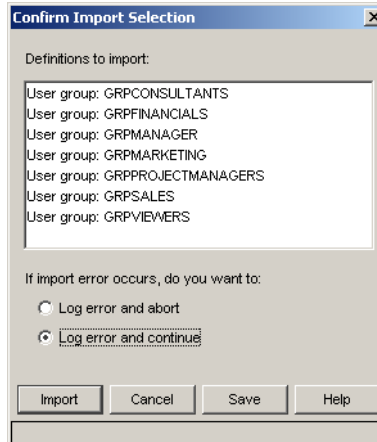 Confirm Import Selection
Definitions to import:
User group: GRPCONSULTANTS
User group: GRPFINANCIALS
User group: GRPMANAGER
User group: GRPMARKETING
User group: GRPPROJECTMANAGERS
User group: GRPSALES
User group: GRPVIEWERS
If import error occurs, do you want to:
Log error and abort
Log error and continue
Import Cancel Save Help